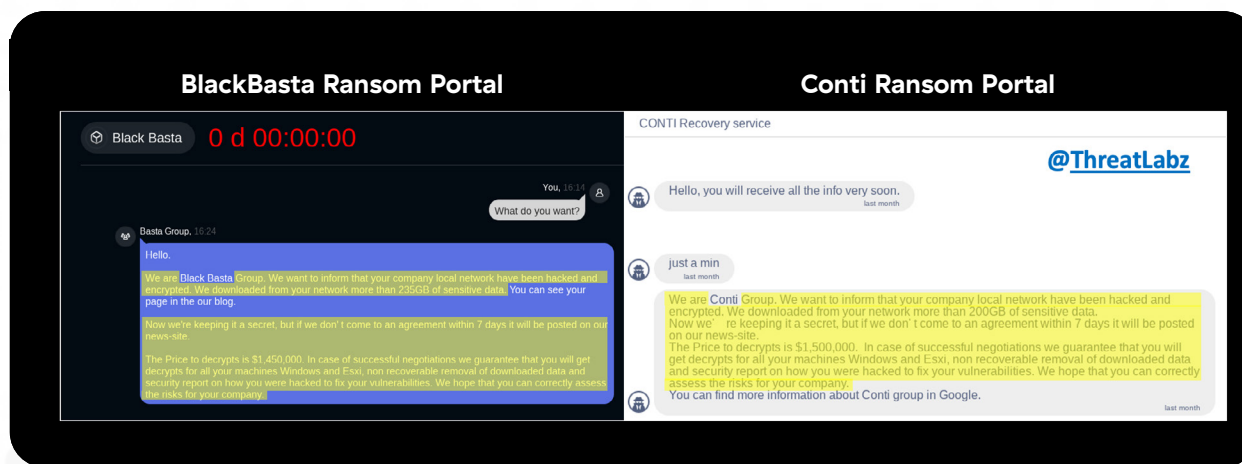 BlackBasta Ransom Portal
Black Basta
0 d 00:00:00
You, 16:14
What do you want?
Basta Group, 16:24
Hello.
We are Black Basta Group. We want to inform that your company local network have been hacked and
encrypted. We downloaded from your network more than 235GB of sensitive data. You can see your
page in the our blog.
Now we're keeping it a secret, but if we don' t come to an agreement within 7 days it will be posted on our
news-site.
The Price to decrypts is $1,450,000. In case of successful negotiations we guarantee that you will get
decrypts for all your machines Windows and Esxi, non recoverable removal of downloaded data and
security report on how you were hacked to fix your vulnerabilities. We hope that you can correctly assess
the risks for your company.
Conti Ransom Portal
CONTI Recovery service
@ThreatLabz
Hello, you will receive all the info very soon.
last month
just a min
last month
We are Conti Group. We want to inform that your company local network have been hacked and
encrypted. We downloaded from your network more than 200GB of sensitive data.
Now we' re keeping it a secret, but if we don' t come to an agreement within 7 days it will be posted
on our news-site.
The Price to decrypts is $1,500,000. In case of successful negotiations we guarantee that you will
get decrypts for all your machines Windows and Esxi, non recoverable removal of downloaded data
and security report on how you were hacked to fix your vulnerabilities. We hope that you can correctly
assess the risks for your company.
You can find more information about Conti group in Google.
last month